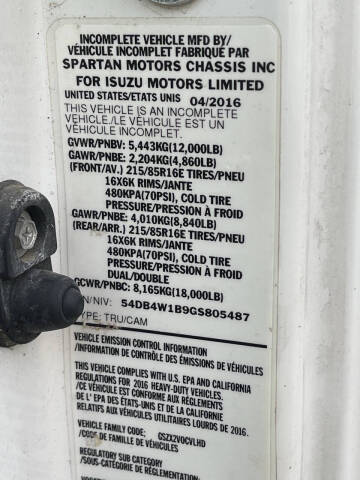 INCOMPLETE VEHICLE MFD BY/
VÉHICULE INCOMPLET FABRIQUÉ PAR
SPARTAN MOTORS CHASSIS INC
FOR ISUZU MOTORS LIMITED
UNITED STATES/ETATS UNIS 04/2016
THIS VEHICLE IS AN INCOMPLETE
VEHICLE./LE VÉHICULE EST UN
VÉHICULE INCOMPLET.
GVWR/PNBV: 5,443KG(12,000LB)
GAWR/PNBE: 2,204KG(4,860LB)
(FRONT/AV.) 215/85R16E TIRES/PNEU
16X6K RIMS/JANTE
480KPA(70PSI), COLD TIRE
PRESSURE/PRESSION À FROID
GAWR/PNBE: 4,010KG(8,840LB)
(REAR/ARR.) 215/85R16E TIRES/PNEU
16X6K RIMS/JANTE
480KPA(70PSI), COLD TIRE
PRESSURE/PRESSION À FROID
DUAL/DOUBLE
GCWR/PNBC: 8,165KG(18,000LB)
N/NIV: 54DB4W1B9GS805487
TYPE: TRU/CAM
VEHICLE EMISSION CONTROL INFORMATION
/INFORMATION DE CONTRÔLE DES ÉMISSIONS DES
THIS VEHICLE COMPLIES WITH U.S. EPA AND CALIFORNIA
REGULATIONS FOR 2016 HEAVY-DUTY VEHICLES.
/CE VÉHICULE EST CONFORME AUX RÈGLEMENTS
DE L' EPA DES ÉTATS-UNIS ET DE LA CALIFORNIE
RELATIFS AUX VÉHICULES UTILITAIRES LOURDS DE 2016.
VEHICLE FAMILY CODE: GSZX2VOCVLHD
/CODE DE FAMILLE DE VÉHICULES
REGULATORY SUB CATEGORY
/SOUS-CATÉGORIE DE RÉGLEMENTATION: